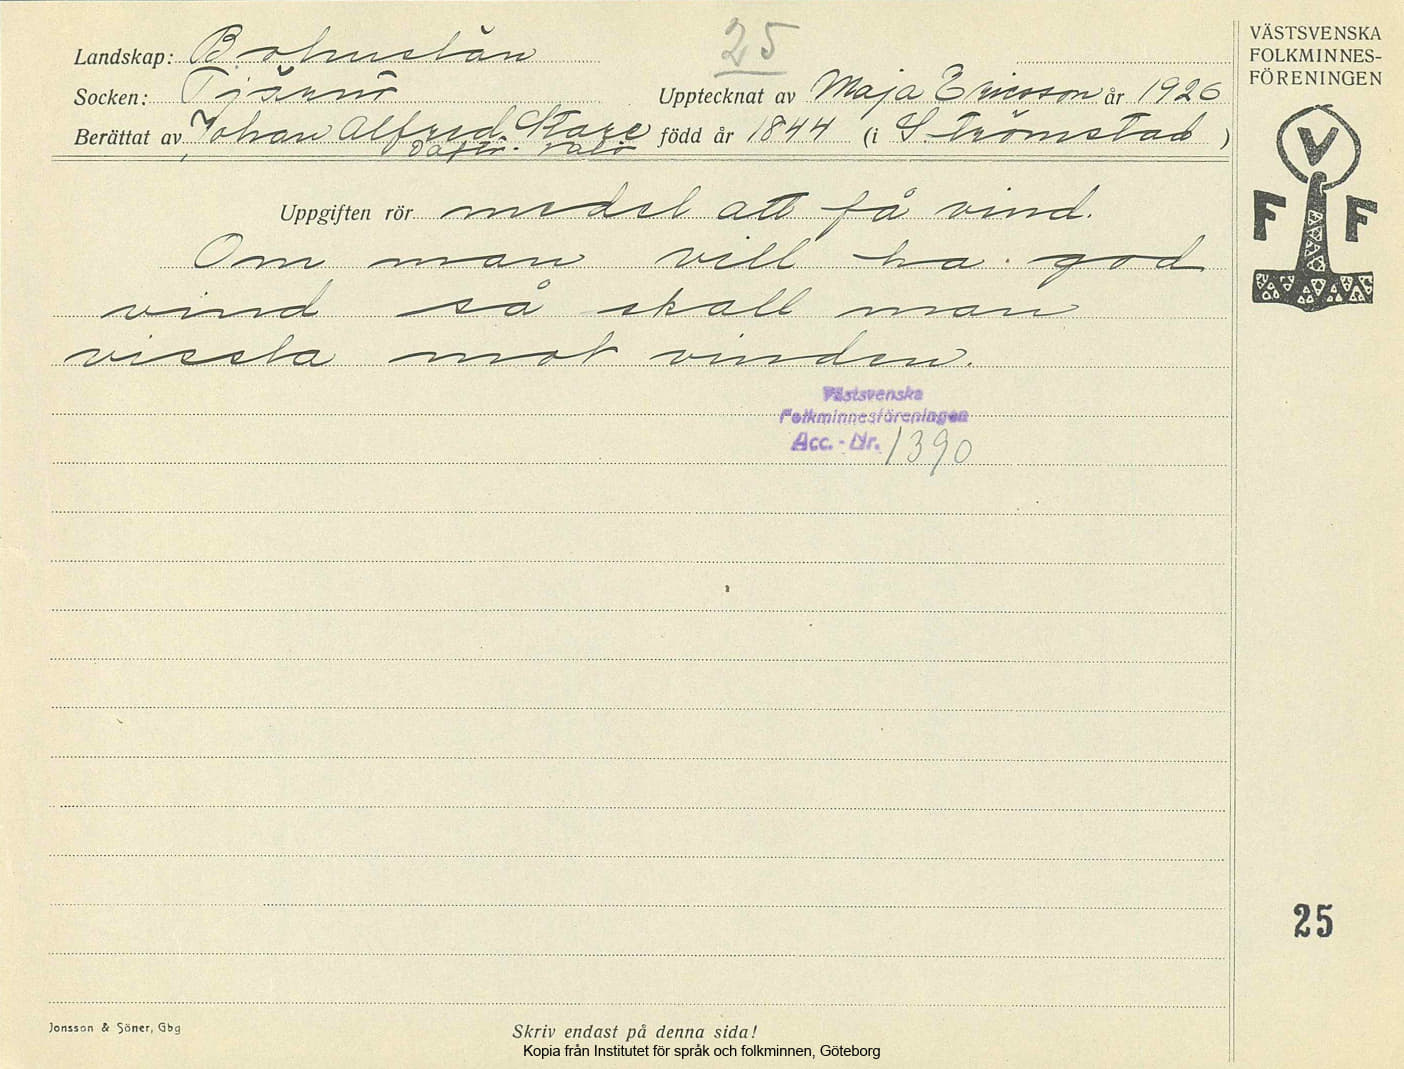 25
Landskap: Bohuslän
Socken: Tjärnö
Upptecknat av Maja Ericsson år 1926
Berättat av Johan Alfred Stare född år 1844 (i Strömstad)
VÄSTSVENSKA
FOLKMINNES-
FÖRENINGEN
V
F F
Uppgiften rör medel att få vind.
Om man vill ha god
vind så skall man
vissla mot vinden.
Västsvenska
Folkminnesföreningen
Acc. - Nr. 1390
25
Jonsson & Söner, Gbg
Skriv endast på denna sida!
Kopia från Institutet för språk och folkminnen, Göteborg